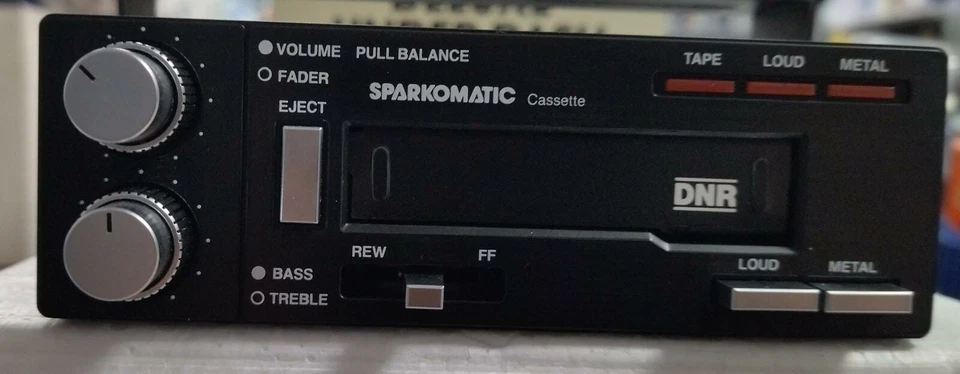 VOLUME PULL BALANCE
FADER
EJECT
SPARKOMATIC Cassette
TAPE LOUD METAL
DNR
REW FF
BASS
TREBLE
LOUD METAL